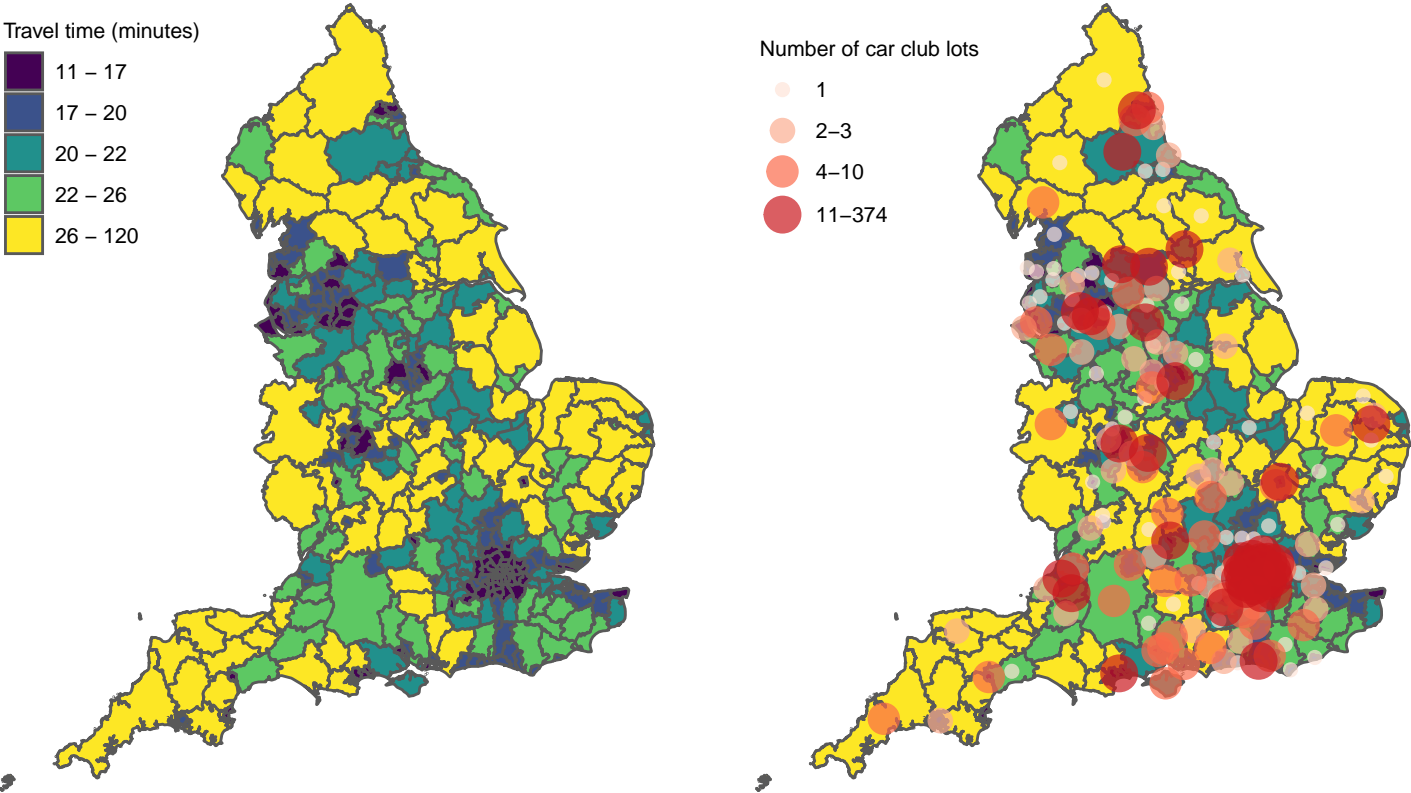 Travel time (minutes)
11 – 17
17 – 20
20 – 22
22 – 26
26 – 120
Number of car club lots
1
2–3
4–10
11–374